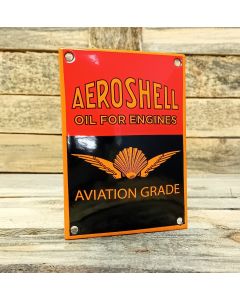 AEROSHELL
OIL FOR ENGINES
AVIATION GRADE